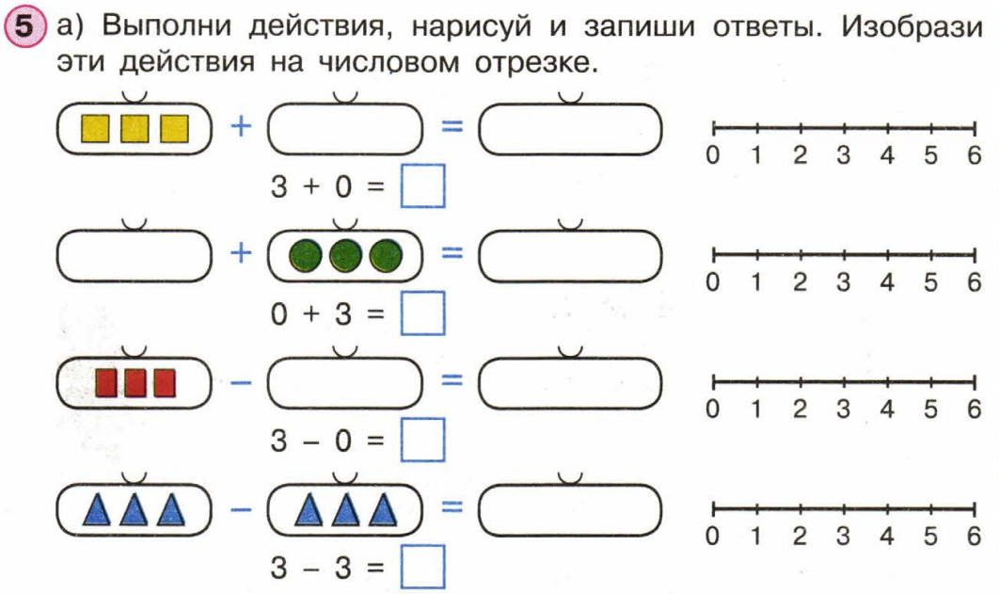 5 а) Выполни действия, нарисуй и запиши ответы. Изобрази
эти действия на числовом отрезке.
+ =
0 1 2 3 4 5 6
3 + 0 =
+ =
0 1 2 3 4 5 6
0 + 3 =
– =
0 1 2 3 4 5 6
3 – 0 =
– =
0 1 2 3 4 5 6
3 – 3 =